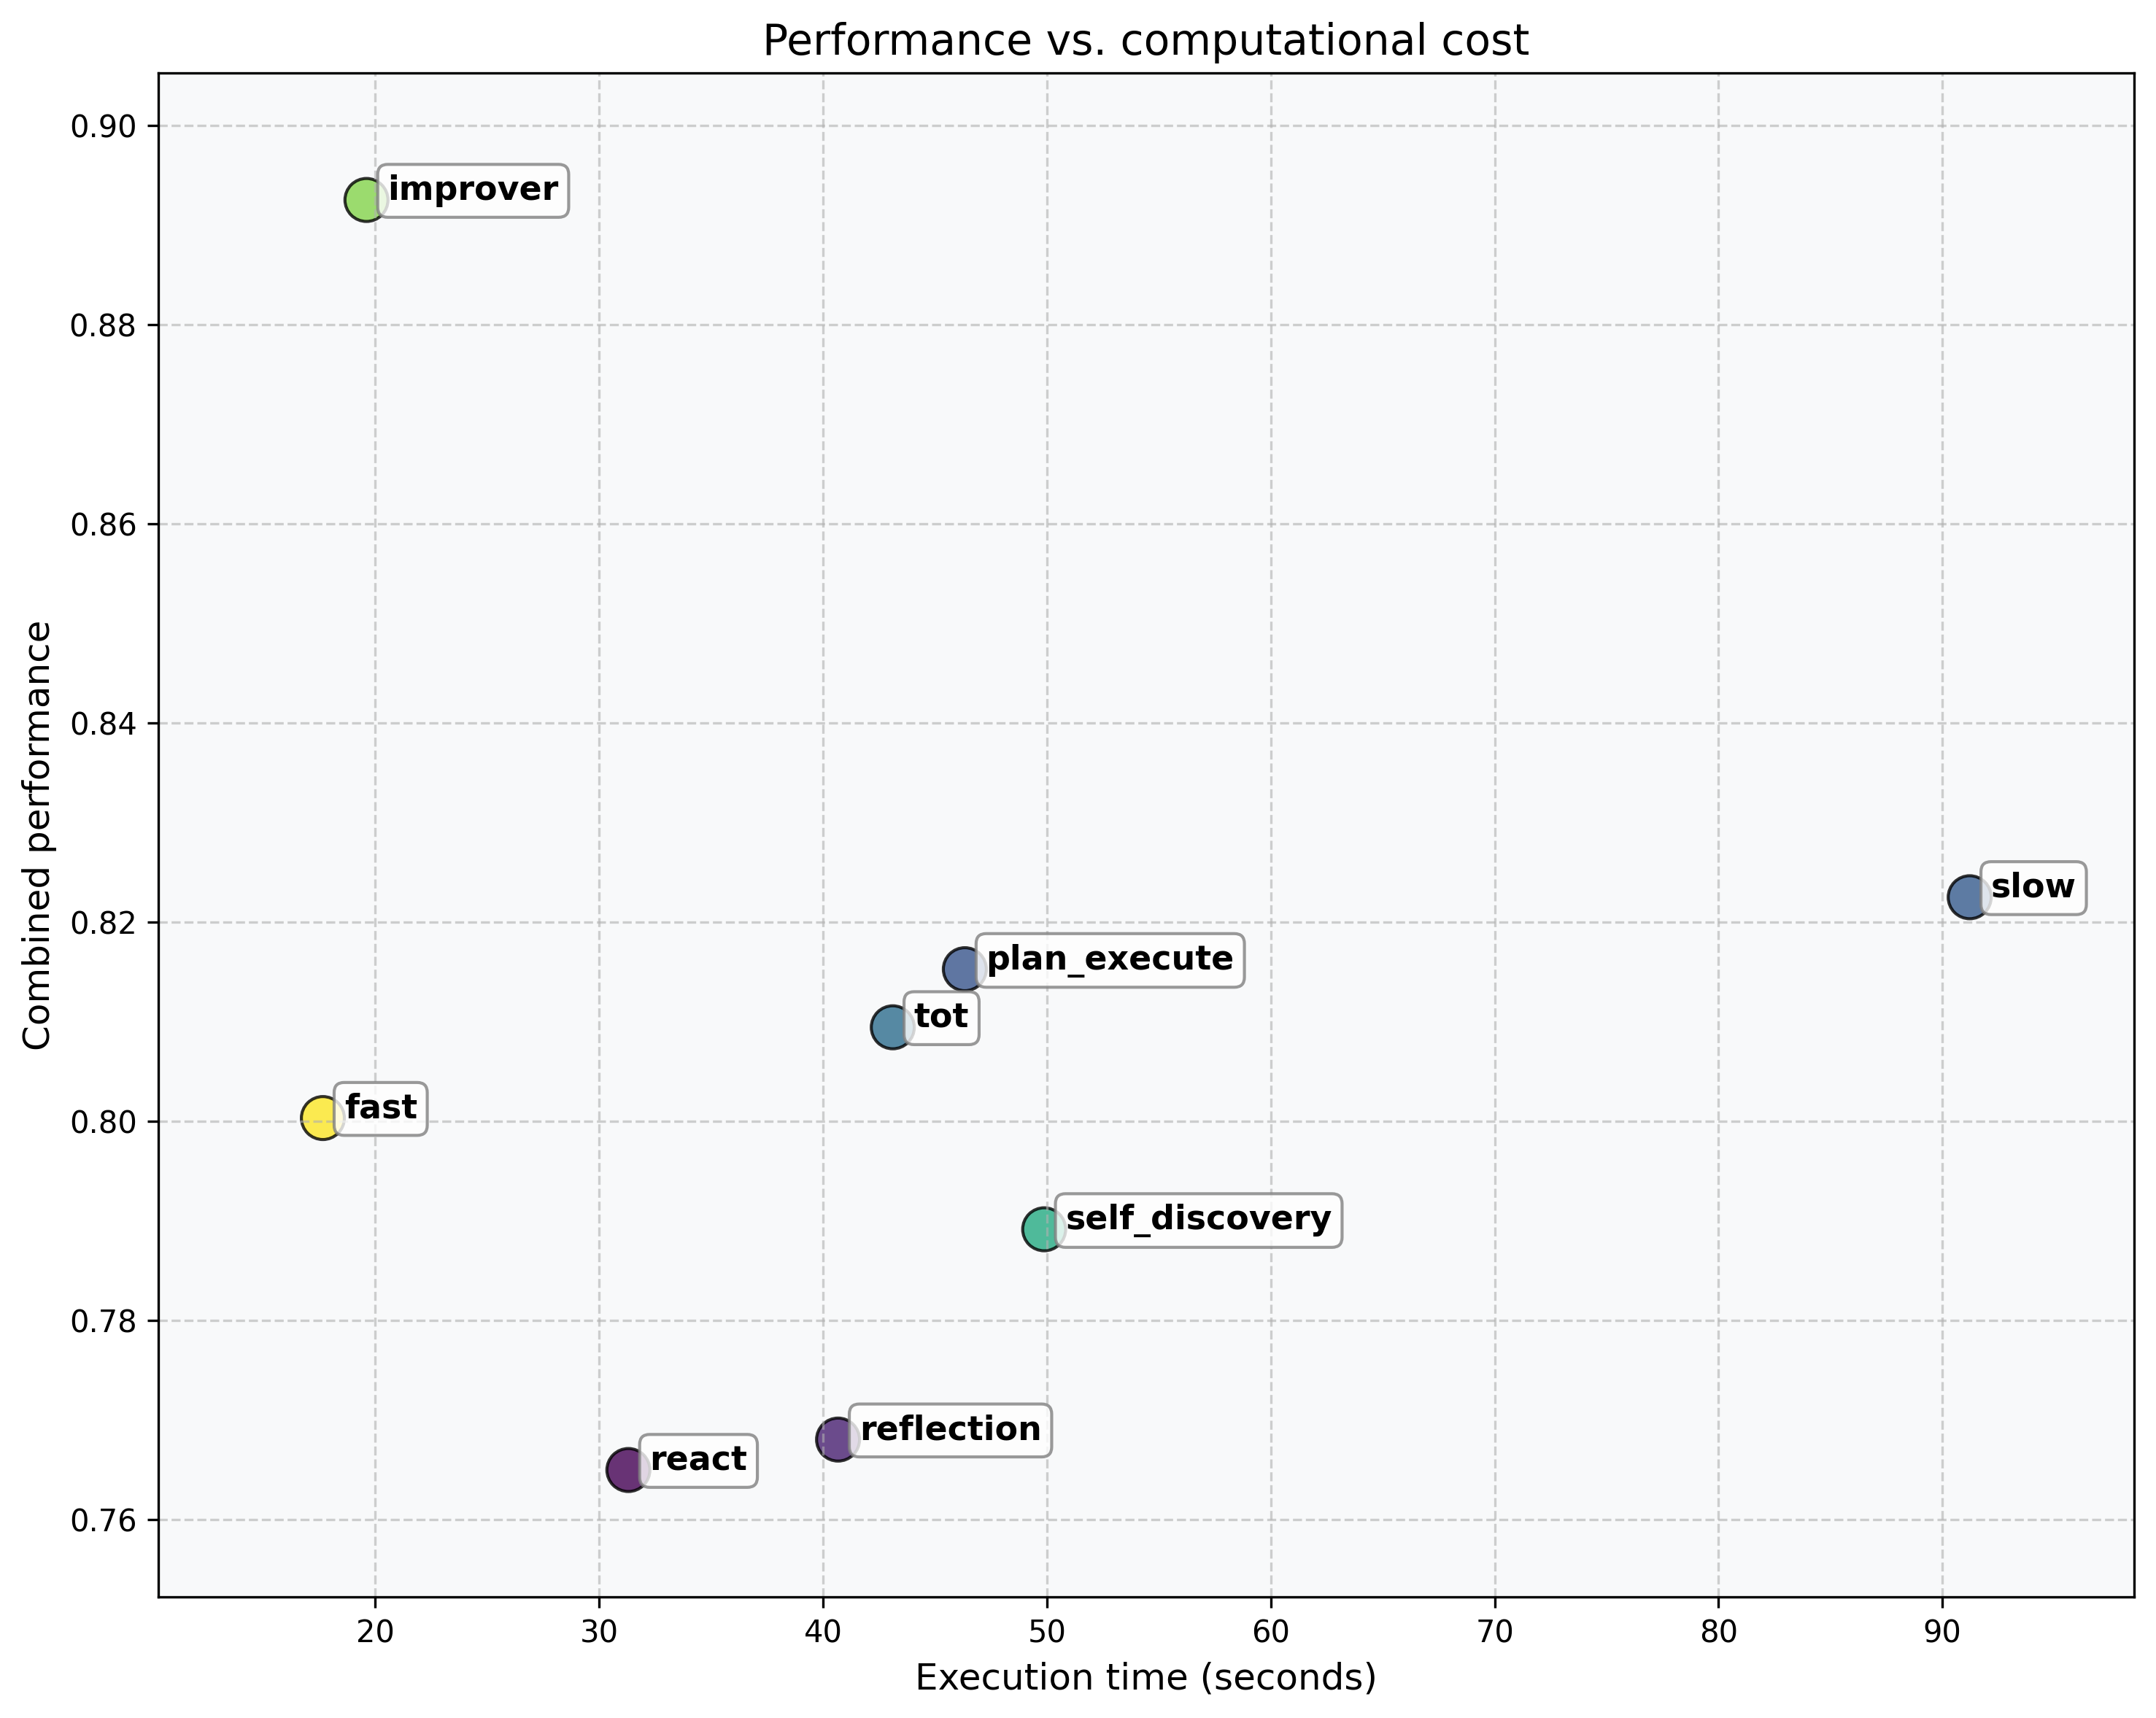 Performance vs. computational cost
Combined performance
0.90
0.88
0.86
0.84
0.82
0.80
0.78
0.76
improver
slow
plan_execute
tot
fast
self_discovery
reflection
react
20 30 40 50 60 70 80 90
Execution time (seconds)